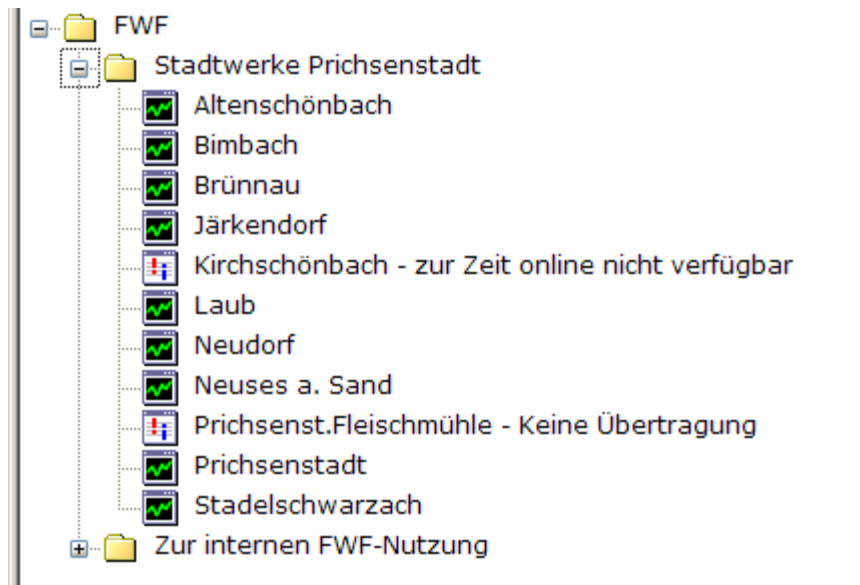 FWF
Stadtwerke Prichsenstadt
Altenschönbach
Bimbach
Brünnau
Järkendorf
Kirchschönbach - zur Zeit online nicht verfügbar
Laub
Neudorf
Neuses a. Sand
Prichsenst.Fleischmühle - Keine Übertragung
Prichsenstadt
Stadelschwarzach
Zur internen FWF-Nutzung